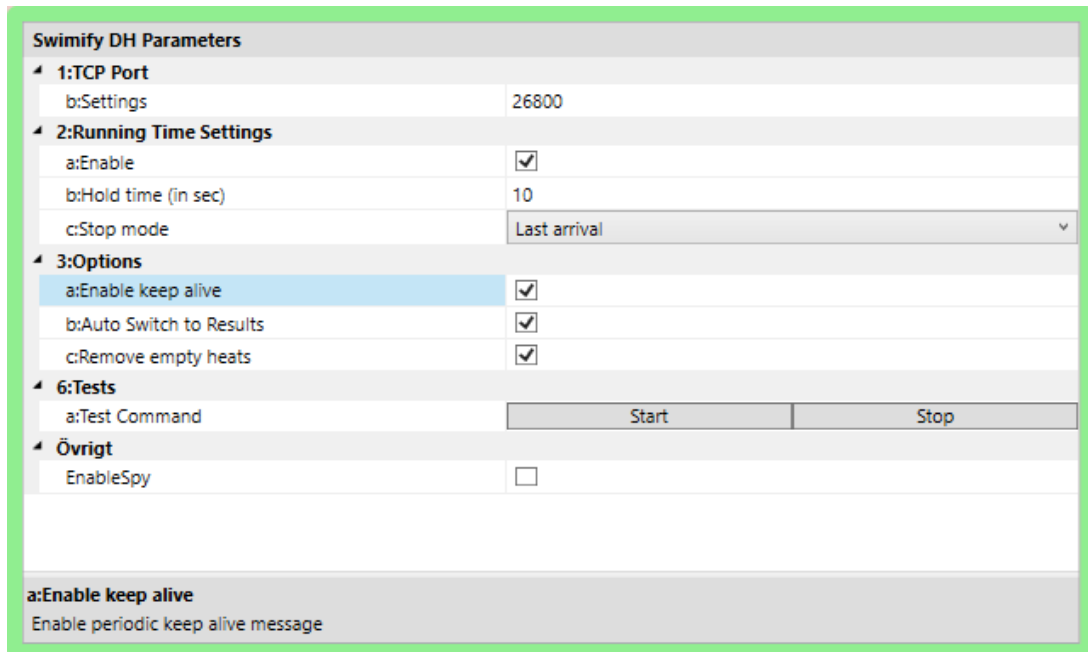 Swimify DH Parameters
1:TCP Port
b:Settings 26800
2:Running Time Settings
a:Enable
b:Hold time (in sec) 10
c:Stop mode Last arrival
3:Options
a:Enable keep alive
b:Auto Switch to Results
c:Remove empty heats
6:Tests
a:Test Command Start Stop
Övrigt
EnableSpy
a:Enable keep alive
Enable periodic keep alive message